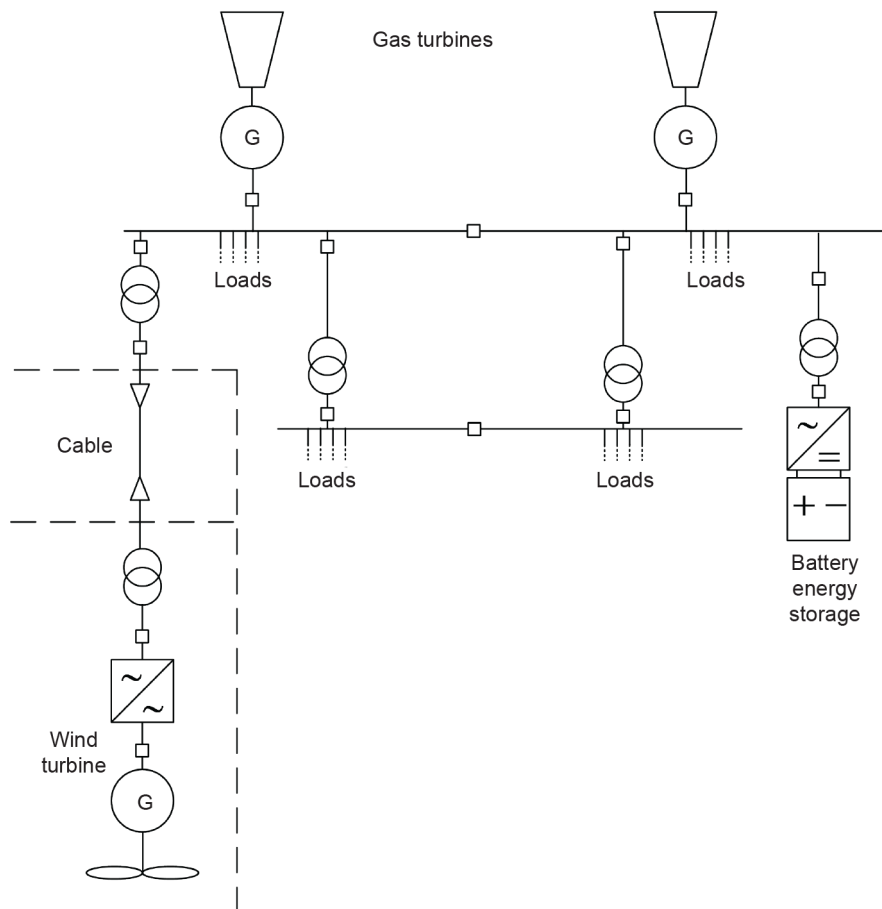 Gas turbines
G
G
Loads
Loads
Cable
Loads
Loads
~
=
+ −
Battery
energy
storage
~
~
Wind
turbine
G